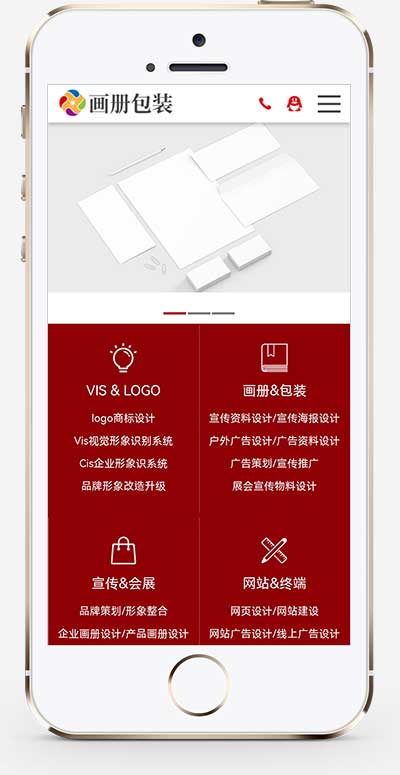 画册包装
VIS & LOGO
logo商标设计
Vis视觉形象识别系统
Cis企业形象识系统
品牌形象改造升级
画册&包装
宣传资料设计/宣传海报设计
户外广告设计/广告资料设计
广告策划/宣传推广
展会宣传物料设计
宣传&会展
品牌策划/形象整合
企业画册设计/产品画册设计
网站&终端
网页设计/网站建设
网站广告设计/线上广告设计